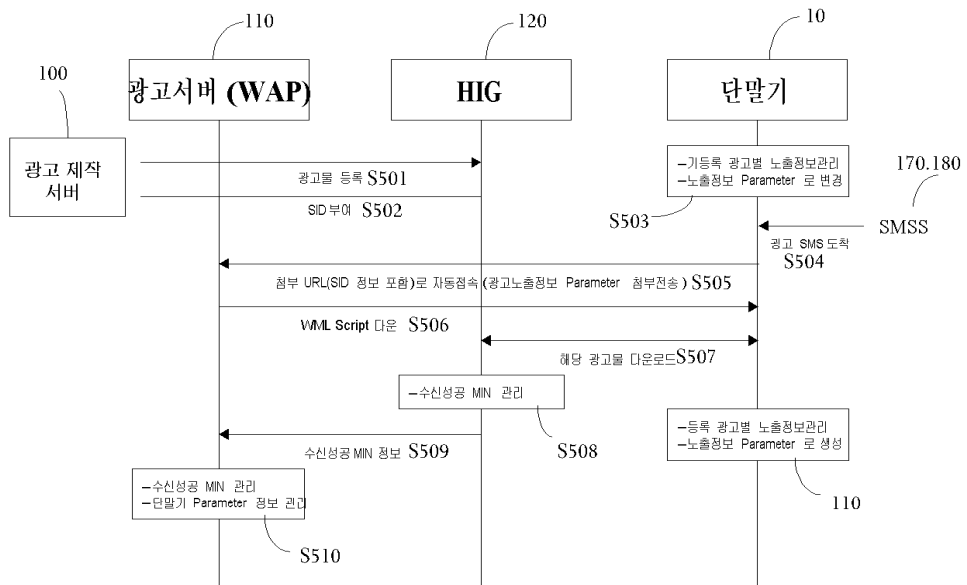 110
120
10
100
광고서버 (WAP)
HIG
단말기
광고 제작
서버
광고물 등록 S501
SID 부여 S502
–기등록 광고별 노출정보관리
–노출정보 Parameter 로 변경
S503
170.180
SMSS
광고 SMS 도착
S504
첨부 URL(SID 정보 포함)로 자동접속 (광고노출정보 Parameter 첨부전송) S505
WML Script 다운 S506
해당 광고물 다운로드 S507
–수신성공 MIN 관리
S508
수신성공 MIN 정보 S509
–등록 광고별 노출정보관리
–노출정보 Parameter 로 생성
110
–수신성공 MIN 관리
–단말기 Parameter 정보 관리
S510